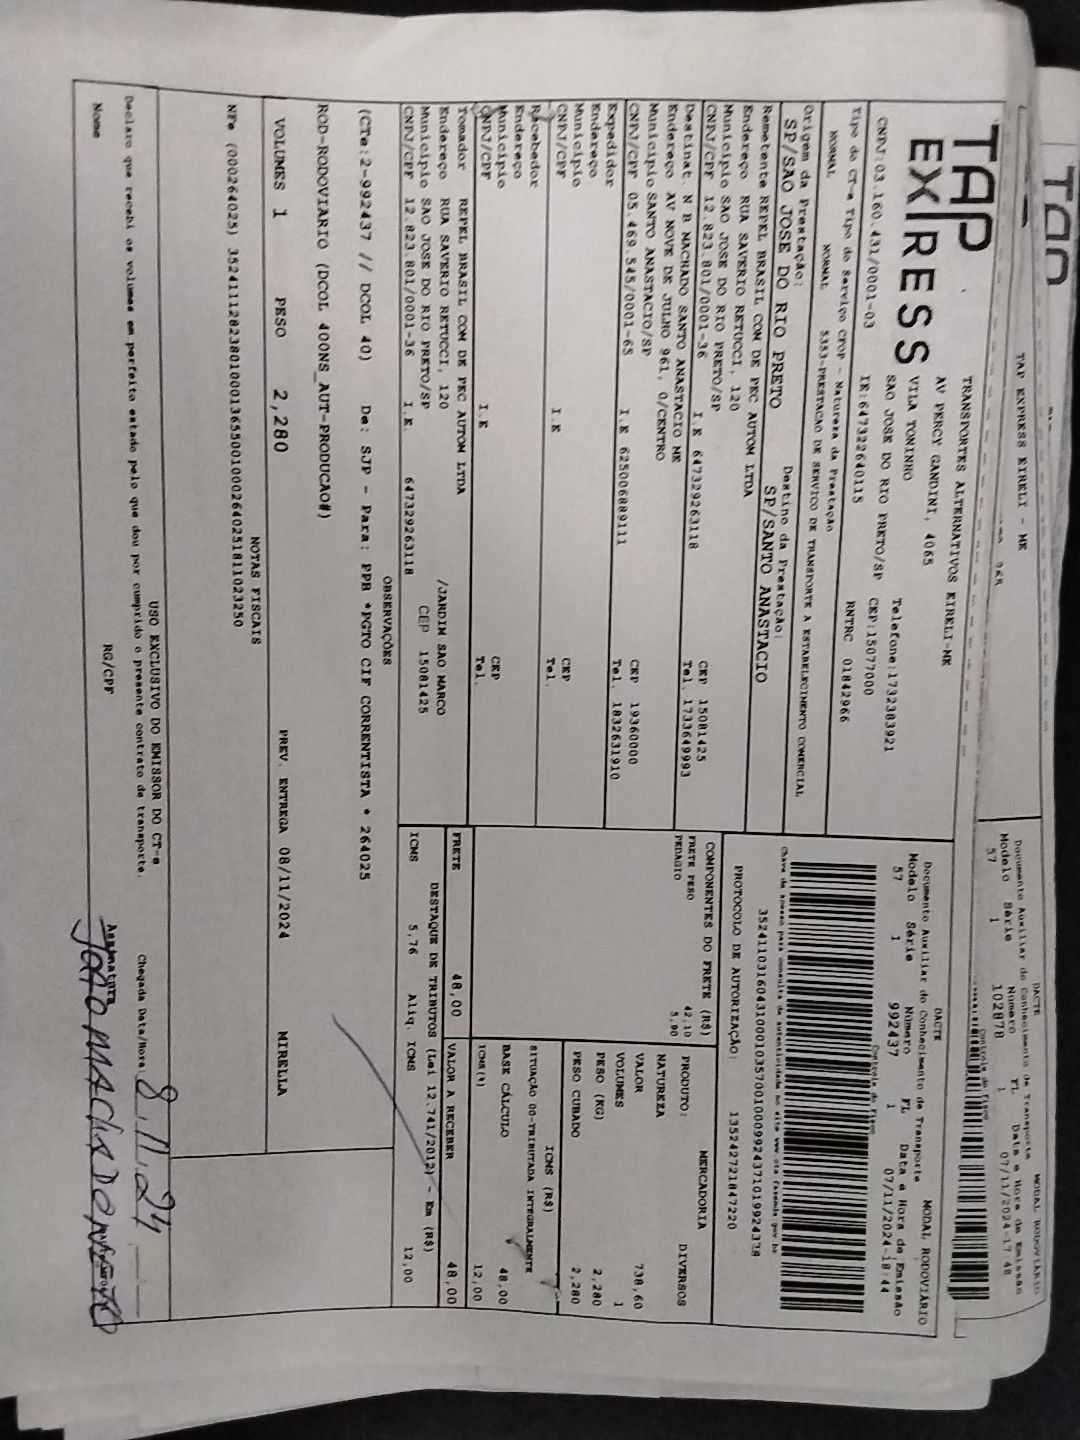 TAP EXPRESS EIRELI - ME
DACTE
MODAL RODOVIÁRIO
Documento Auxiliar do Conhecimento de Transporte
Modelo Série Número FL Data e Hora de Emissão
57 1 102878 1 07/11/2024-17:48
Controle do Fisco
TAP
EXPRESS
TRANSPORTES ALTERNATIVOS EIRELI-ME
AV PERCY GANDINI, 4065
VILA TONINHO Telefone:1732383921
SAO JOSE DO RIO PRETO/SP CEP:15077000
CNPJ:03.160.431/0001-03 IE:647322640115 RNTRC 01842966
DACTE
MODAL RODOVIÁRIO
Documento Auxiliar do Conhecimento de Transporte
Modelo Série Número FL Data e Hora de Emissão
57 1 992437 1 07/11/2024-18:44
Controle do Fisco
Tipo do CT-e Tipo do Serviço CFOP - Natureza da Prestação
NORMAL NORMAL 5353-PRESTACAO DE SERVICO DE TRANSPORTE A ESTABELECIMENTO COMERCIAL
Origem da Prestação: Destino da Prestação:
SP/SAO JOSE DO RIO PRETO SP/SANTO ANASTACIO
Chave de acesso para consulta de autenticidade no site www.cte.fazenda.gov.br
PROTOCOLO DE AUTORIZAÇÃO: 135242721847220
Remetente REPEL BRASIL COM DE PEC AUTOM LTDA
Endereço RUA SAVERIO RETUCCI, 120
Município SAO JOSE DO RIO PRETO/SP CEP 15081425
CNPJ/CPF 12.823.801/0001-36 I.E 647329263118 Tel. 1733649993
Destinat. N B MACHADO SANTO ANASTACIO ME
Endereço AV NOVE DE JULHO 961, 0/CENTRO
Município SANTO ANASTACIO/SP CEP 19360000
CNPJ/CPF 05.469.545/0001-65 I.E 625006889111 Tel. 1832631910
Expedidor
Endereço
Município CEP
CNPJ/CPF I.E Tel.
Recebedor
Endereço
Município CEP
CNPJ/CPF I.E Tel.
Tomador REPEL BRASIL COM DE PEC AUTOM LTDA
Endereço RUA SAVERIO RETUCCI, 120 /JARDIM SAO MARCO
Município SAO JOSE DO RIO PRETO/SP CEP 15081425
CNPJ/CPF 12.823.801/0001-36 I.E. 647329263118
COMPONENTES DO FRETE (R$)
FRETE PESO 42,10
PEDAGIO 5,90
MERCADORIA
PRODUTO: DIVERSOS
NATUREZA
VALOR 738,60
VOLUMES 1
PESO (KG) 2,280
PESO CUBADO 2,280
ICMS (R$)
SITUAÇÃO 00-TRIBUTADA INTEGRALMENTE
BASE CÁLCULO 48,00
ICMS(%) 12,00
FRETE 48,00 VALOR A RECEBER 48,00
DESTAQUE DE TRIBUTOS (Lei 12.741/2012) - Em (R$)
ICMS 5,76 Aliq. ICMS 12,00
OBSERVAÇÕES
(CTe:2-992437 // DCOL 40) De: SJP - Para: PPR *PGTO CIF CORRENTISTA * 264025
ROD-RODOVIARIO (DCOL 400NS_AUT-PRODUCAO#)
VOLUMES 1 PESO 2,280 PREV. ENTREGA 08/11/2024 MIRELLA
NOTAS FISCAIS
USO EXCLUSIVO DO EMISSOR DO CT-e
Declaro que recebi os volumes em perfeito estado pelo que dou por cumprido o presente contrato de transporte.
Chegada Data/Hora 8.11.24
Nome RG/CPF Assinatura